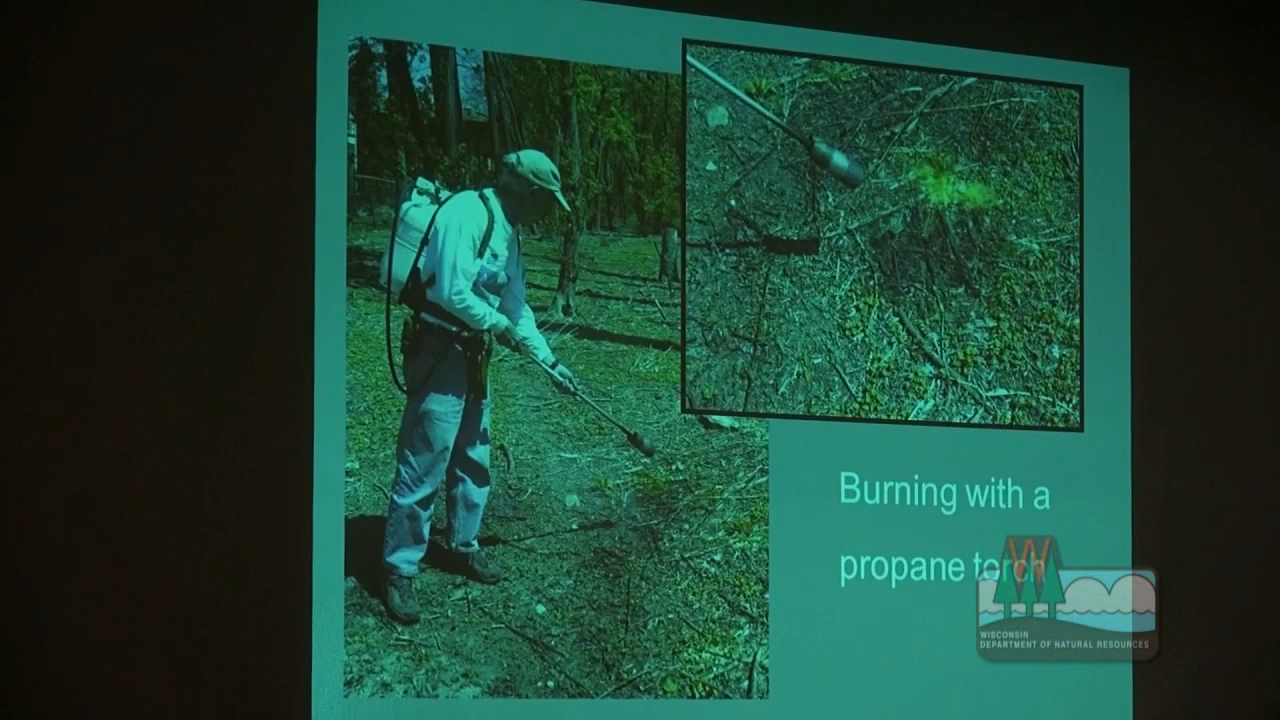 Burning with a
propane torch
WISCONSIN
DEPARTMENT OF NATURAL RESOURCES